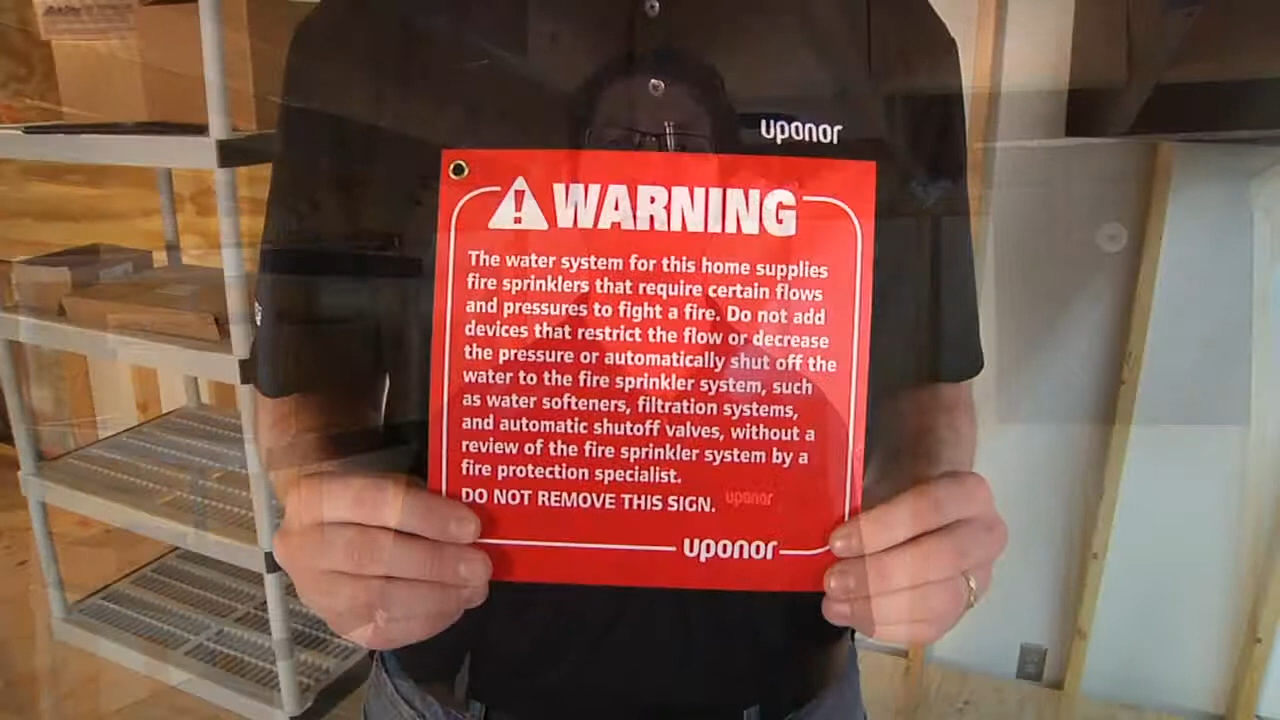 uponor
WARNING
The water system for this home supplies
fire sprinklers that require certain flows
and pressures to fight a fire. Do not add
devices that restrict the flow or decrease
the pressure or automatically shut off the
water to the fire sprinkler system, such
as water softeners, filtration systems,
and automatic shutoff valves, without a
review of the fire sprinkler system by a
fire protection specialist.
DO NOT REMOVE THIS SIGN. uponor
uponor